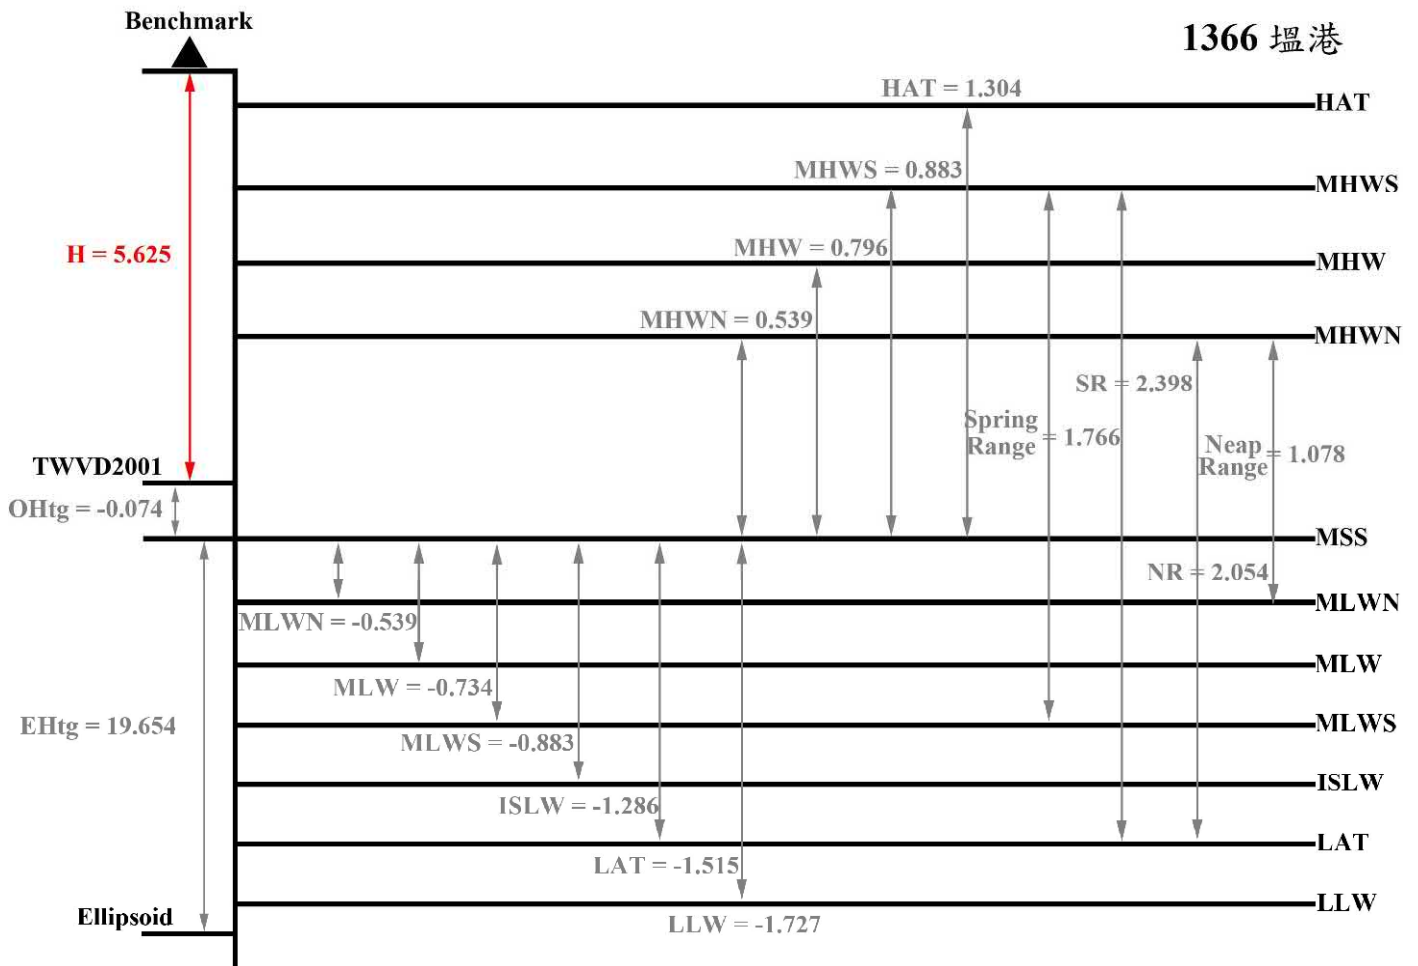 Benchmark
1366 塭港
HAT = 1.304
HAT
MHWS = 0.883
MHWS
H = 5.625
MHW = 0.796
MHW
MHWN = 0.539
MHWN
SR = 2.398
Spring
Range = 1.766
Neap
Range = 1.078
TWVD2001
OHtg = -0.074
MSS
NR = 2.054
MLWN
MLWN = -0.539
MLW
MLW = -0.734
EHtg = 19.654
MLWS
MLWS = -0.883
ISLW
ISLW = -1.286
LAT
LAT = -1.515
LLW
Ellipsoid
LLW = -1.727